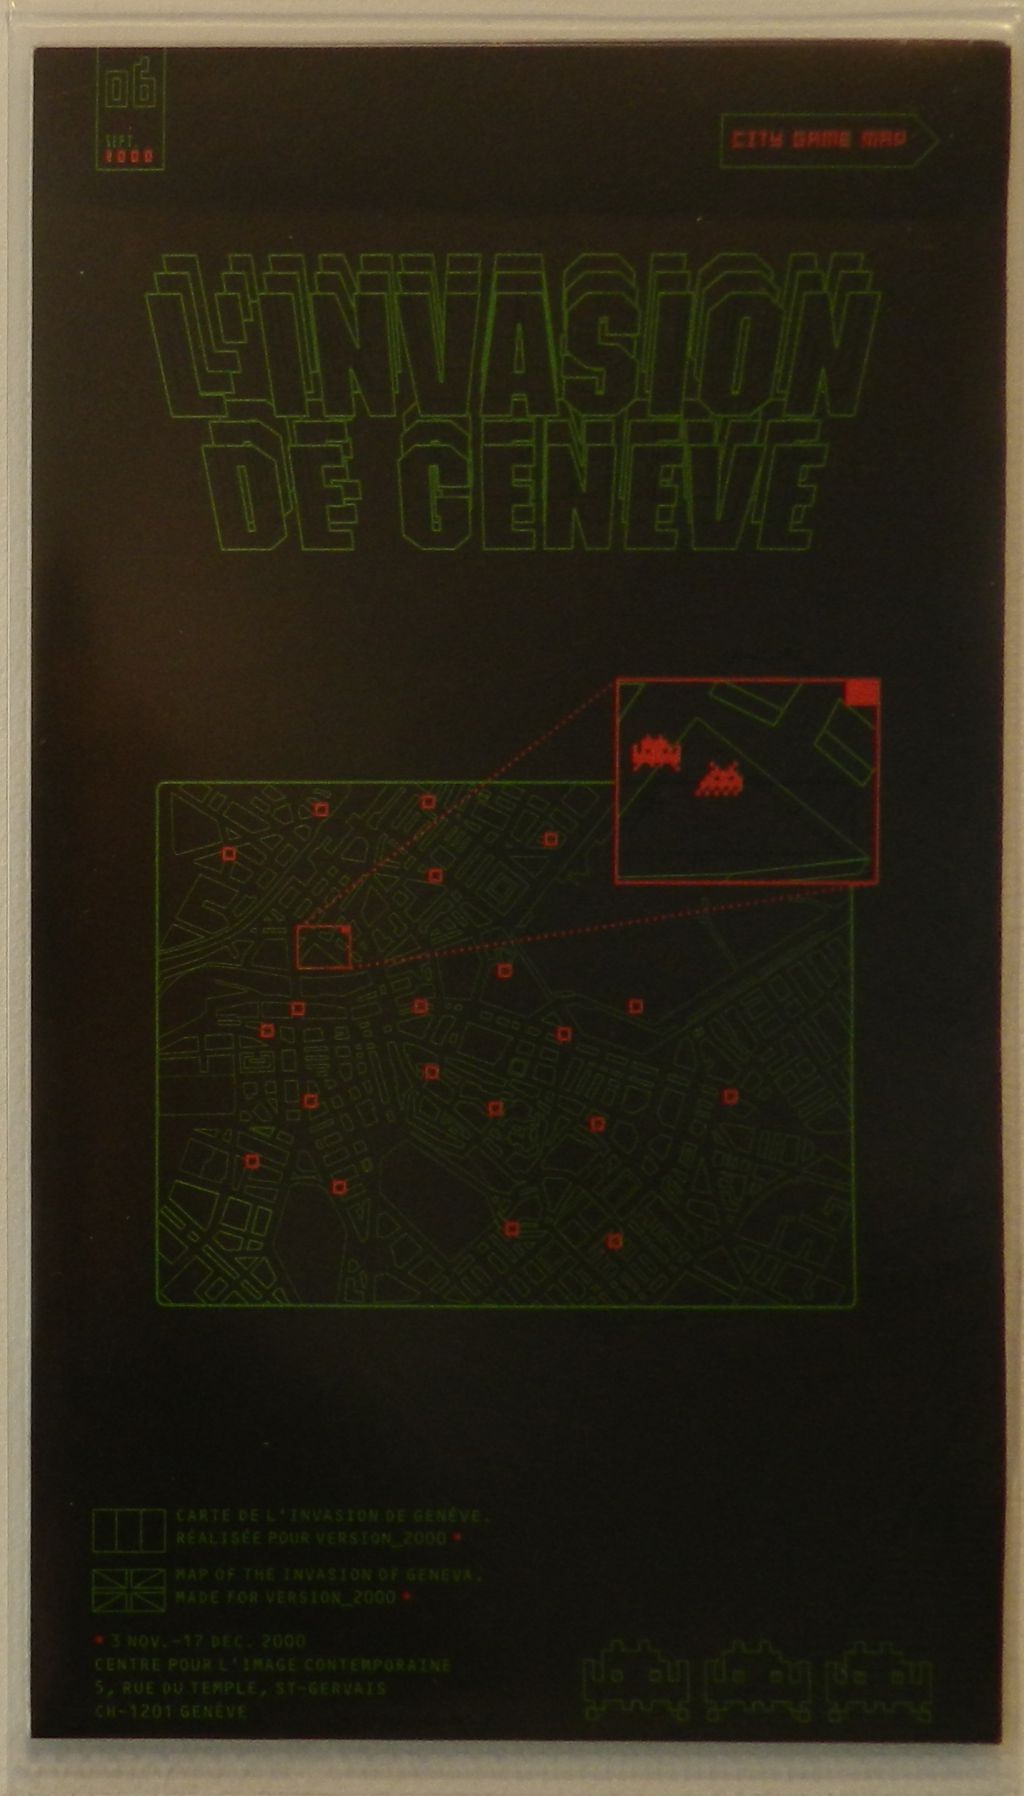 06
SEPT.
2000
CITY GAME MAP
L'INVASION
DE GENEVE
CARTE DE L'INVASION DE GENÈVE.
RÉALISÉE POUR VERSION_2000 *
MAP OF THE INVASION OF GENEVA.
MADE FOR VERSION_2000 *
* 3 NOV.-17 DEC. 2000
CENTRE POUR L'IMAGE CONTEMPORAINE
5, RUE DU TEMPLE, ST-GERVAIS
CH-1201 GENÈVE